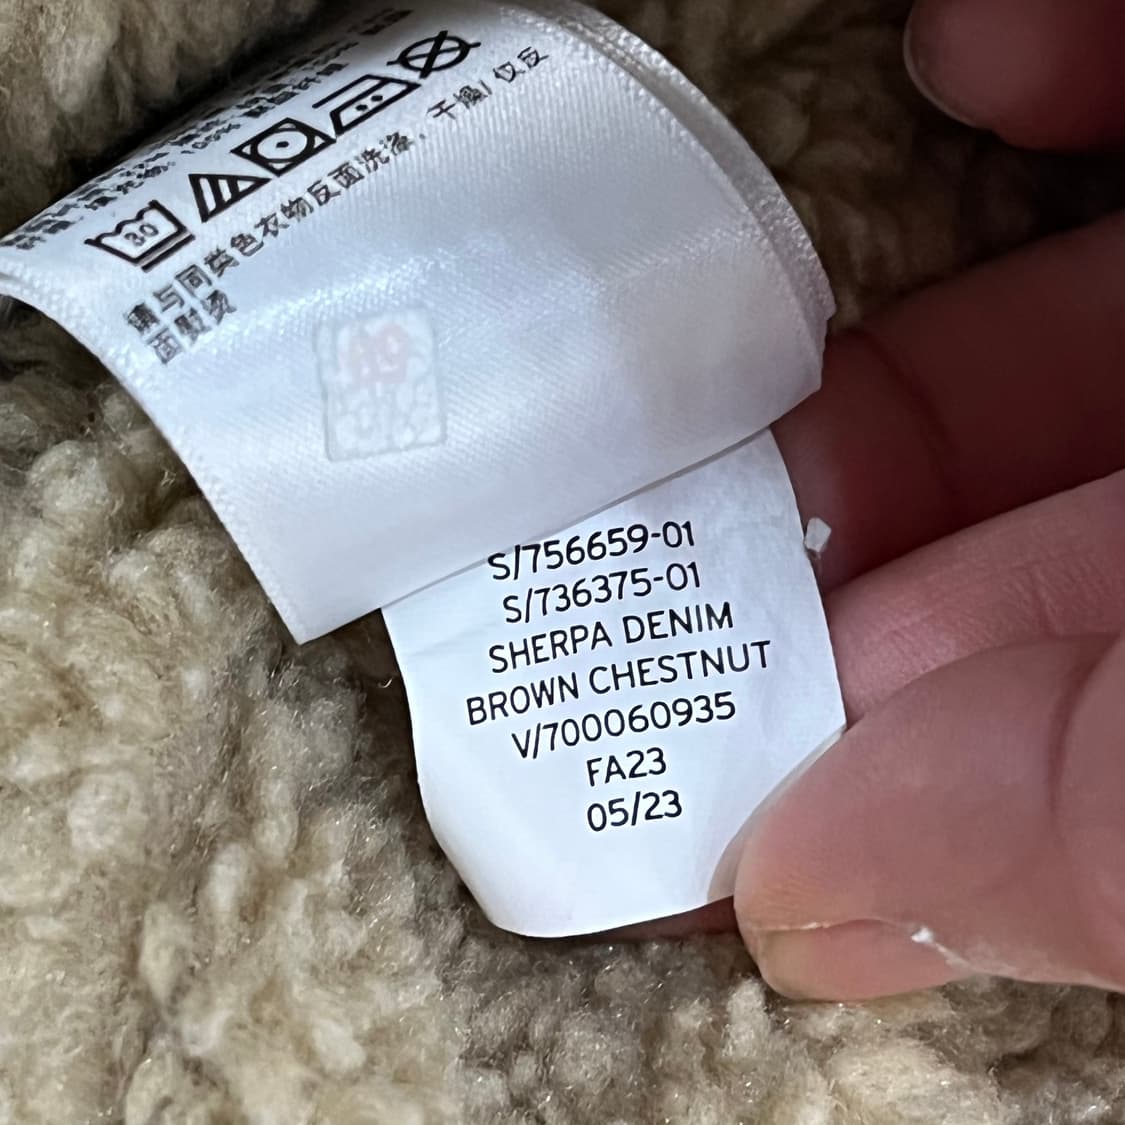 30
请与同类色衣物反面洗涤，干燥/仅反
面熨烫
S/756659-01
S/736375-01
SHERPA DENIM
BROWN CHESTNUT
V/700060935
FA23
05/23